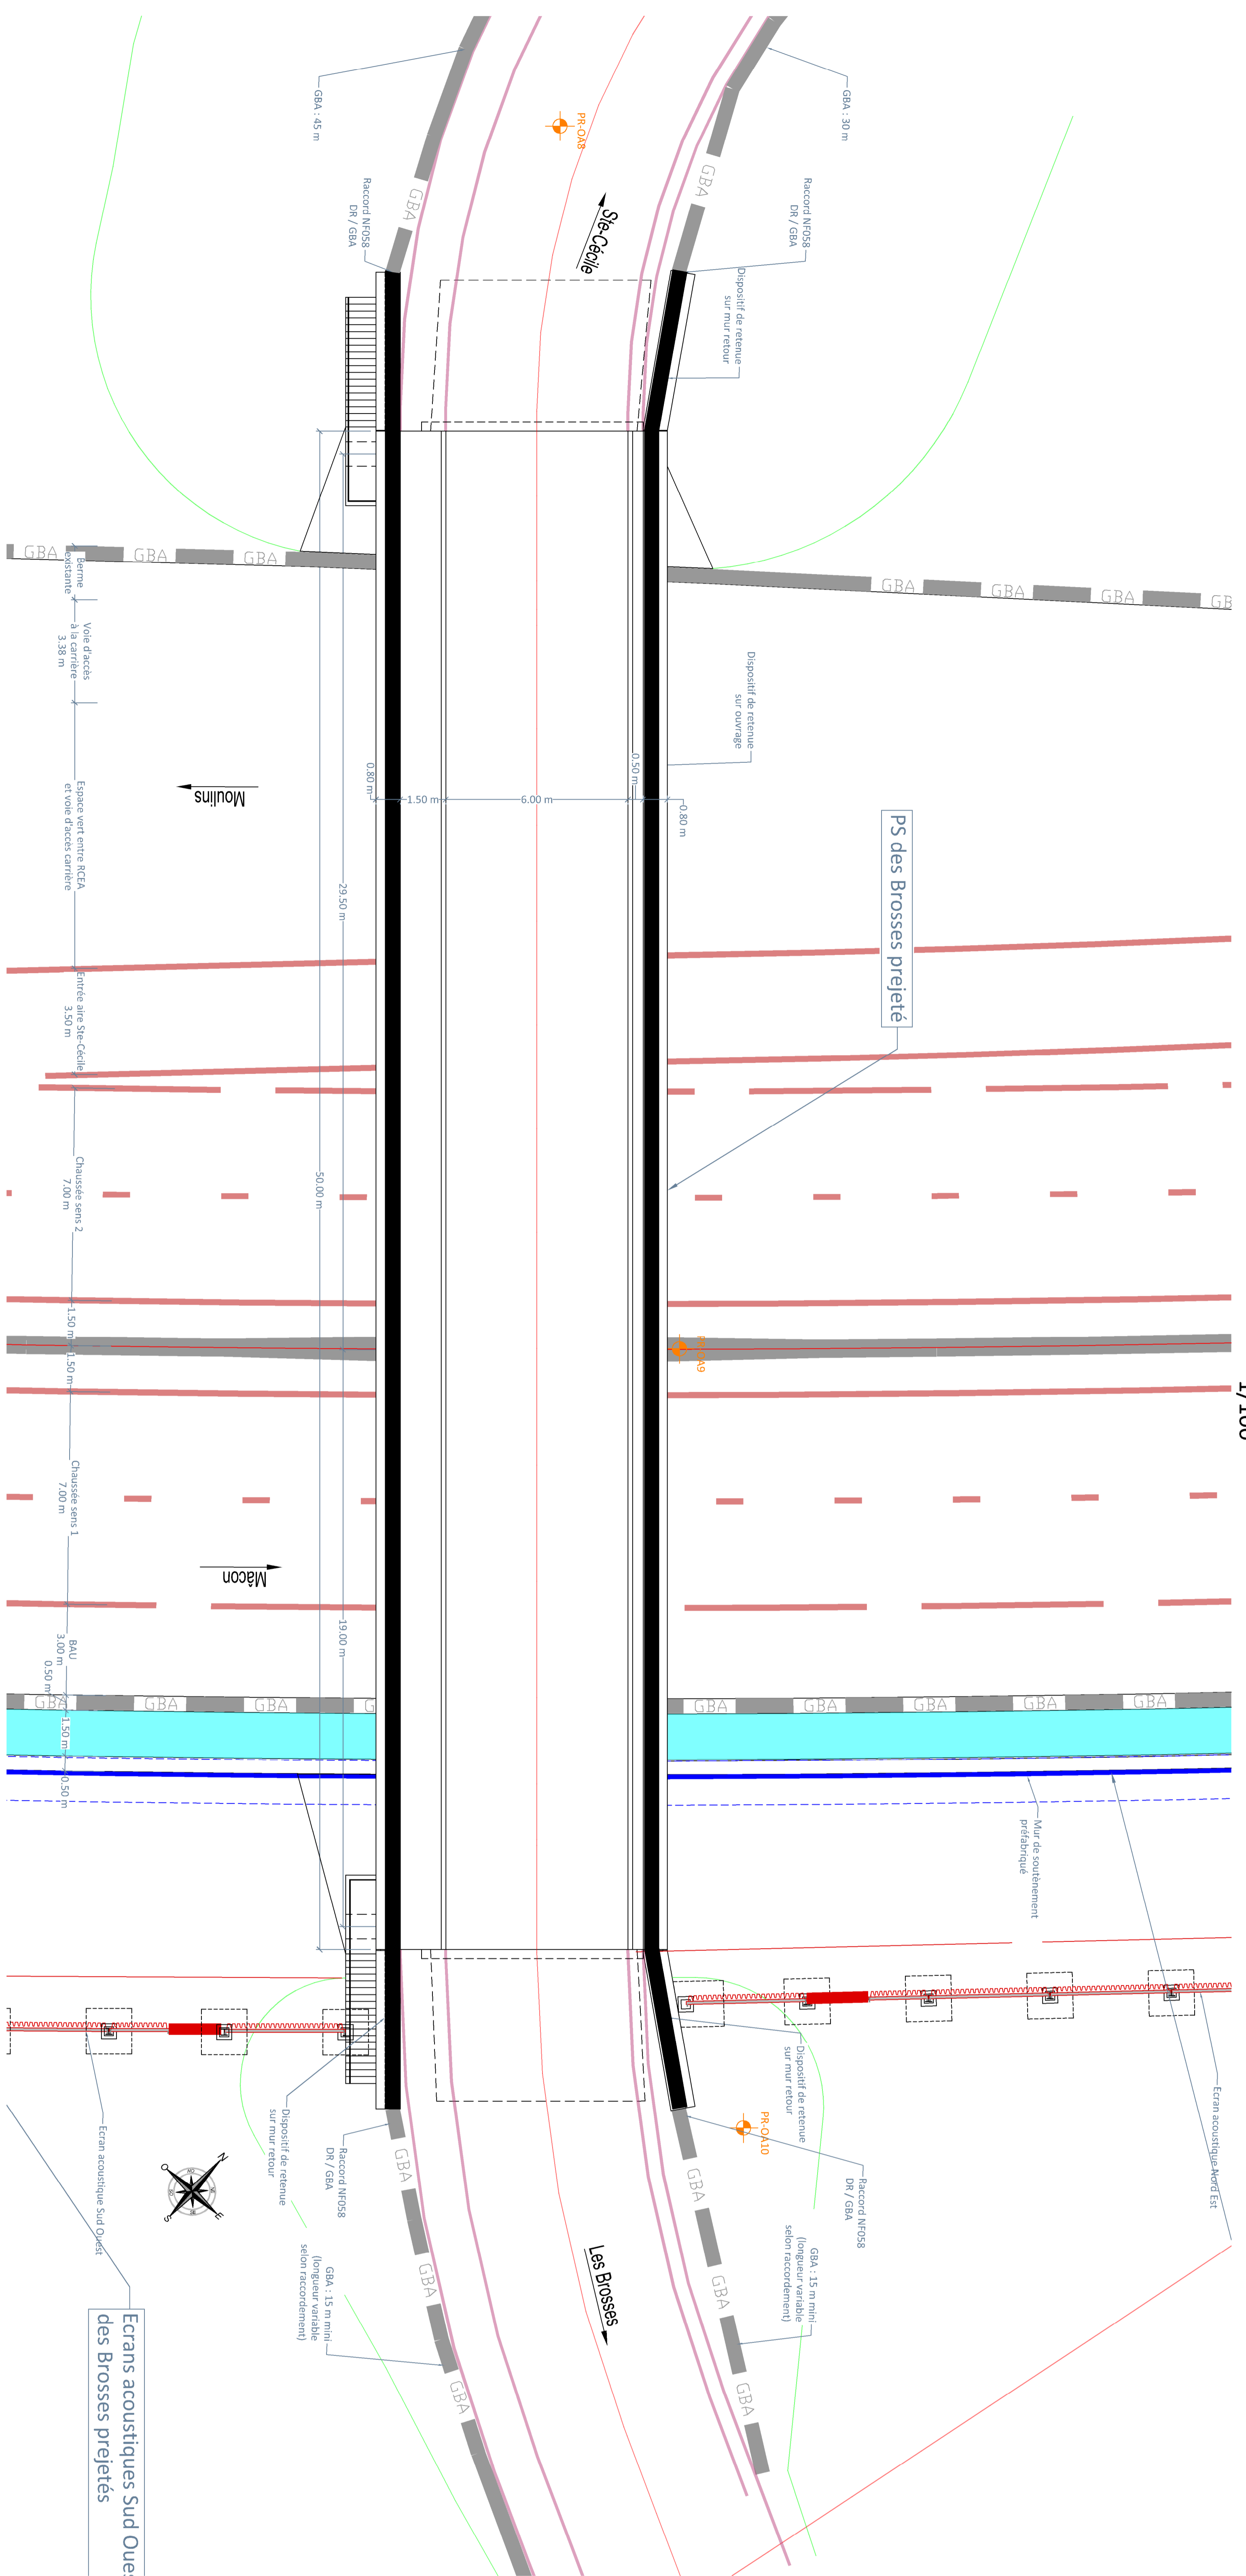 GBA : 45 m
GBA : 30 m
PR-OA8
Raccord NF058
DR / GBA
Raccord NF058
DR / GBA
GBA
GBA
Ste-Cécile
Dispositif de retenue
sur mur retour
GBA
GBA
GBA
GBA
GBA
GBA
GB
Berme
existante
Voie d'accès
à la carrière
3.38 m
Dispositif de retenue
sur ouvrage
Espace vert entre RCEA
et voie d'accès carrière
Moulins
0.80 m
1.50 m
6.00 m
0.50 m
0.80 m
PS des Brosses prejeté
29.50 m
Entrée aire Ste-Cécile
3.50 m
50.00 m
Chaussée sens 2
7.00 m
1.50 m
1.50 m
1/100
Chaussée sens 1
7.00 m
Mâcon
19.00 m
BAU
3.00 m
0.50 m
GBA
GBA
GBA
G
GBA
GBA
GBA
GBA
GBA
1.50 m
0.50 m
Mur de soutènement
préfabriqué
Dispositif de retenue
sur mur retour
PR-OA10
Ecran acoustique Nord Est
Ecran acoustique Sud Ouest
Dispositif de retenue
sur mur retour
Raccord NF058
DR / GBA
Raccord NF058
DR / GBA
N
O
E
S
GBA
GBA
GBA : 15 m mini
(longueur variable
selon raccordement)
GBA : 15 m mini
(longueur variable
selon raccordement)
Les Brosses
GBA
GBA
GBA
GBA
Ecrans acoustiques Sud Oues
des Brosses prejetés